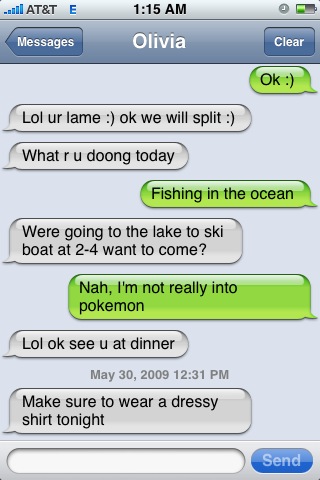 AT&T E 1:15 AM
Messages Olivia Clear
Ok :)
Lol ur lame :) ok we will split :)
What r u doong today
Fishing in the ocean
Were going to the lake to ski
boat at 2-4 want to come?
Nah, I'm not really into
pokemon
Lol ok see u at dinner
May 30, 2009 12:31 PM
Make sure to wear a dressy
shirt tonight
Send